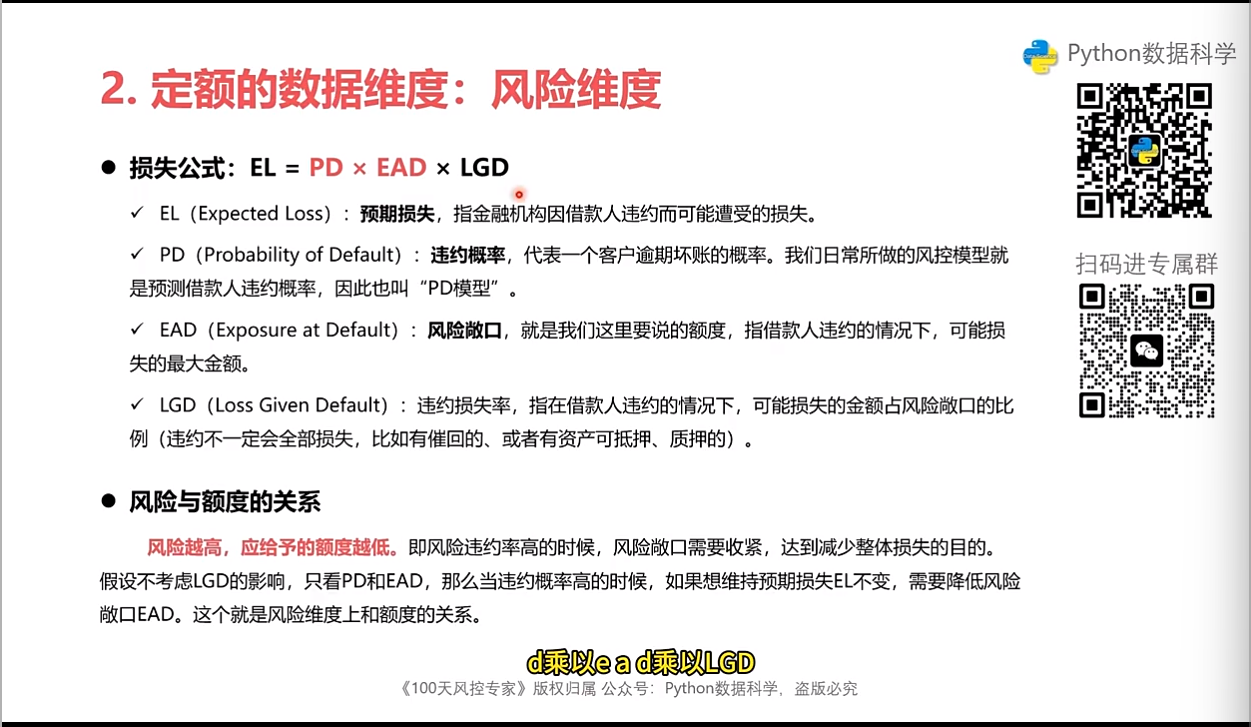 Python数据科学
2. 定额的数据维度：风险维度
● 损失公式：EL = PD × EAD × LGD
✓ EL（Expected Loss）：预期损失，指金融机构因借款人违约而可能遭受的损失。
✓ PD（Probability of Default）：违约概率，代表一个客户逾期坏账的概率。我们日常所做的风控模型就
是预测借款人违约概率，因此也叫“PD模型”。
✓ EAD（Exposure at Default）：风险敞口，就是我们这里要说的额度，指借款人违约的情况下，可能损
失的最大金额。
✓ LGD（Loss Given Default）：违约损失率，指在借款人违约的情况下，可能损失的金额占风险敞口的比
例（违约不一定会全部损失，比如有催回的、或者有资产可抵押、质押的）。
扫码进专属群
● 风险与额度的关系
风险越高，应给予的额度越低。即风险违约率高的时候，风险敞口需要收紧，达到减少整体损失的目的。
假设不考虑LGD的影响，只看PD和EAD，那么当违约概率高的时候，如果想维持预期损失EL不变，需要降低风险
敞口EAD。这个就是风险维度上和额度的关系。
d乘以e a d乘以LGD
《100天风控专家》版权归属 公众号：Python数据科学，盗版必究